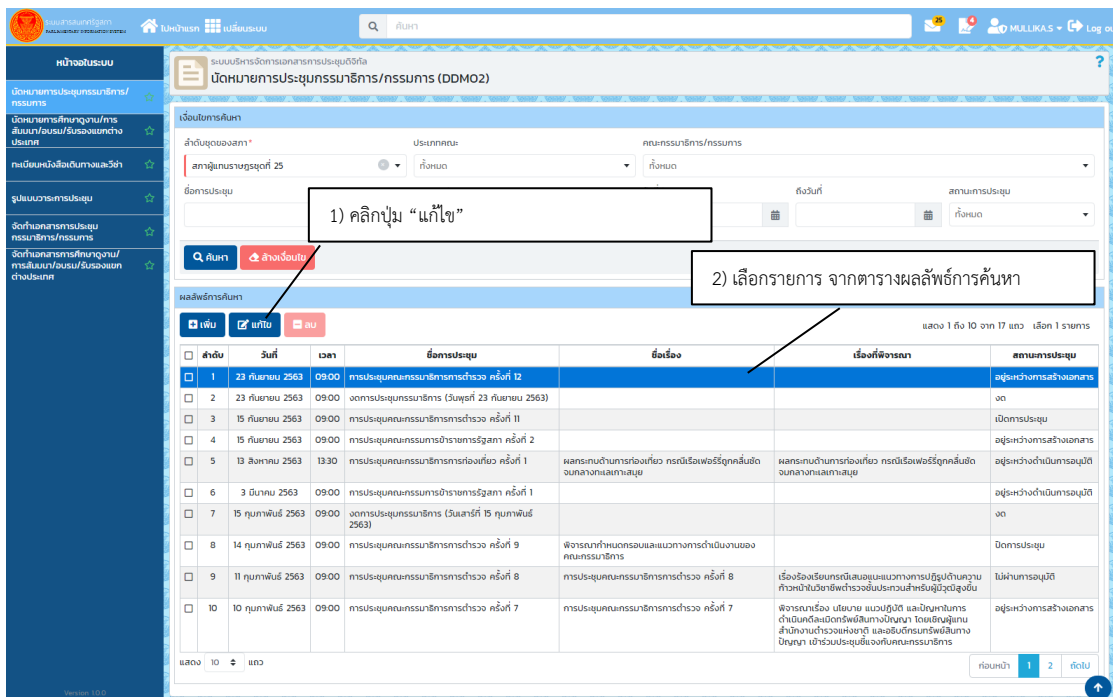 ระบบสารสนเทศรัฐสภา
PARLIAMENTARY INFORMATION SYSTEM
ไปหน้าแรก เปลี่ยนระบบ
ค้นหา
25
4
MULLIKA.S
Log ou
หน้าจอในระบบ
นัดหมายการประชุมกรรมาธิการ/
กรรมการ
นัดหมายการศึกษาดูงาน/การ
สัมมนา/อบรม/รับรองแขกต่าง
ประเทศ
ทะเบียนหนังสือเดินทางและวีซ่า
รูปแบบวาระการประชุม
จัดทำเอกสารการประชุม
กรรมาธิการ/กรรมการ
จัดทำเอกสารการศึกษาดูงาน/
การสัมมนา/อบรม/รับรองแขก
ต่างประเทศ
Version 1.0.0
ระบบบริหารจัดการเอกสารการประชุมดิจิทัล
นัดหมายการประชุมกรรมาธิการ/กรรมการ (DDM02)
?
เงื่อนไขการค้นหา
ลำดับชุดของสภา* ประเภทคณะ คณะกรรมาธิการ/กรรมการ
สภาผู้แทนราษฎรชุดที่ 25 ทั้งหมด ทั้งหมด
ชื่อการประชุม ถึงวันที่ สถานะการประชุม
ทั้งหมด
1) คลิกปุ่ม “แก้ไข”
ค้นหา ล้างเงื่อนไข
2) เลือกรายการ จากตารางผลลัพธ์การค้นหา
ผลลัพธ์การค้นหา
เพิ่ม แก้ไข ลบ
แสดง 1 ถึง 10 จาก 17 แถว เลือก 1 รายการ
ลำดับ วันที่ เวลา ชื่อการประชุม ชื่อเรื่อง เรื่องที่พิจารณา สถานะการประชุม
1 23 กันยายน 2563 09:00 การประชุมคณะกรรมาธิการการตำรวจ ครั้งที่ 12 อยู่ระหว่างการสร้างเอกสาร
2 23 กันยายน 2563 09:00 งดการประชุมกรรมาธิการ (วันพุธที่ 23 กันยายน 2563) งด
3 15 กันยายน 2563 09:00 การประชุมคณะกรรมาธิการการตำรวจ ครั้งที่ 11 เปิดการประชุม
4 15 กันยายน 2563 09:00 การประชุมคณะกรรมการข้าราชการรัฐสภา ครั้งที่ 2 อยู่ระหว่างการสร้างเอกสาร
5 13 สิงหาคม 2563 13:30 การประชุมคณะกรรมาธิการการท่องเที่ยว ครั้งที่ 1 ผลกระทบด้านการท่องเที่ยว กรณีเรือเฟอร์รี่ถูกคลื่นซัด ผลกระทบด้านการท่องเที่ยว กรณีเรือเฟอร์รี่ถูกคลื่นซัด อยู่ระหว่างดำเนินการอนุมัติ
จมกลางทะเลเกาะสมุย จมกลางทะเลเกาะสมุย
6 3 มีนาคม 2563 09:00 การประชุมคณะกรรมการข้าราชการรัฐสภา ครั้งที่ 1 อยู่ระหว่างดำเนินการอนุมัติ
7 15 กุมภาพันธ์ 2563 09:00 งดการประชุมกรรมาธิการ (วันเสาร์ที่ 15 กุมภาพันธ์ งด
2563)
8 14 กุมภาพันธ์ 2563 09:00 การประชุมคณะกรรมาธิการการตำรวจ ครั้งที่ 9 พิจารณากำหนดกรอบและแนวทางการดำเนินงานของ ปิดการประชุม
คณะกรรมาธิการ
9 11 กุมภาพันธ์ 2563 09:00 การประชุมคณะกรรมาธิการการตำรวจ ครั้งที่ 8 การประชุมคณะกรรมาธิการการตำรวจ ครั้งที่ 8 เรื่องร้องเรียนกรณีเสนอแนะแนวทางการปฏิรูปด้านความ ไม่ผ่านการอนุมัติ
ก้าวหน้าในวิชาชีพตำรวจชั้นประทวนสำหรับผู้มีวุฒิสูงขึ้น
10 10 กุมภาพันธ์ 2563 09:00 การประชุมคณะกรรมาธิการการตำรวจ ครั้งที่ 7 การประชุมคณะกรรมาธิการการตำรวจ ครั้งที่ 7 พิจารณาเรื่อง นโยบาย แนวปฏิบัติ และปัญหาในการ อยู่ระหว่างการสร้างเอกสาร
ดำเนินคดีละเมิดทรัพย์สินทางปัญญา โดยเชิญผู้แทน
สำนักงานตำรวจแห่งชาติ และอธิบดีกรมทรัพย์สินทาง
ปัญญา เข้าร่วมประชุมชี้แจงกับคณะกรรมาธิการ
แสดง 10 แถว
ก่อนหน้า 1 2 ถัดไป